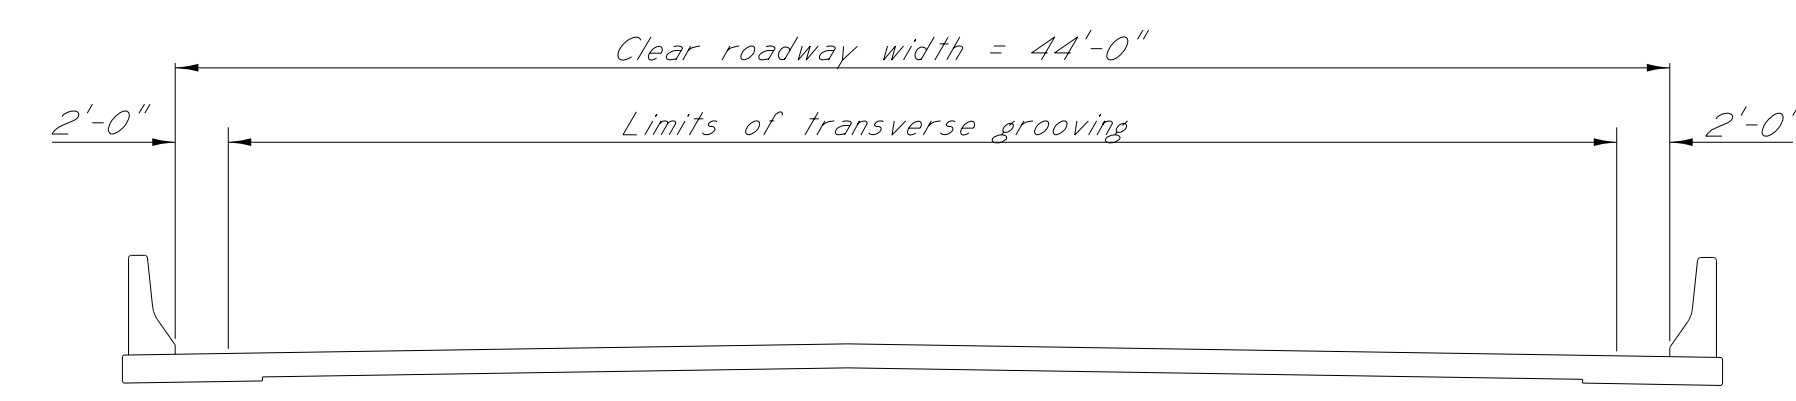 Clear roadway width = 44'-0"
2'-0"
Limits of transverse grooving
2'-0'